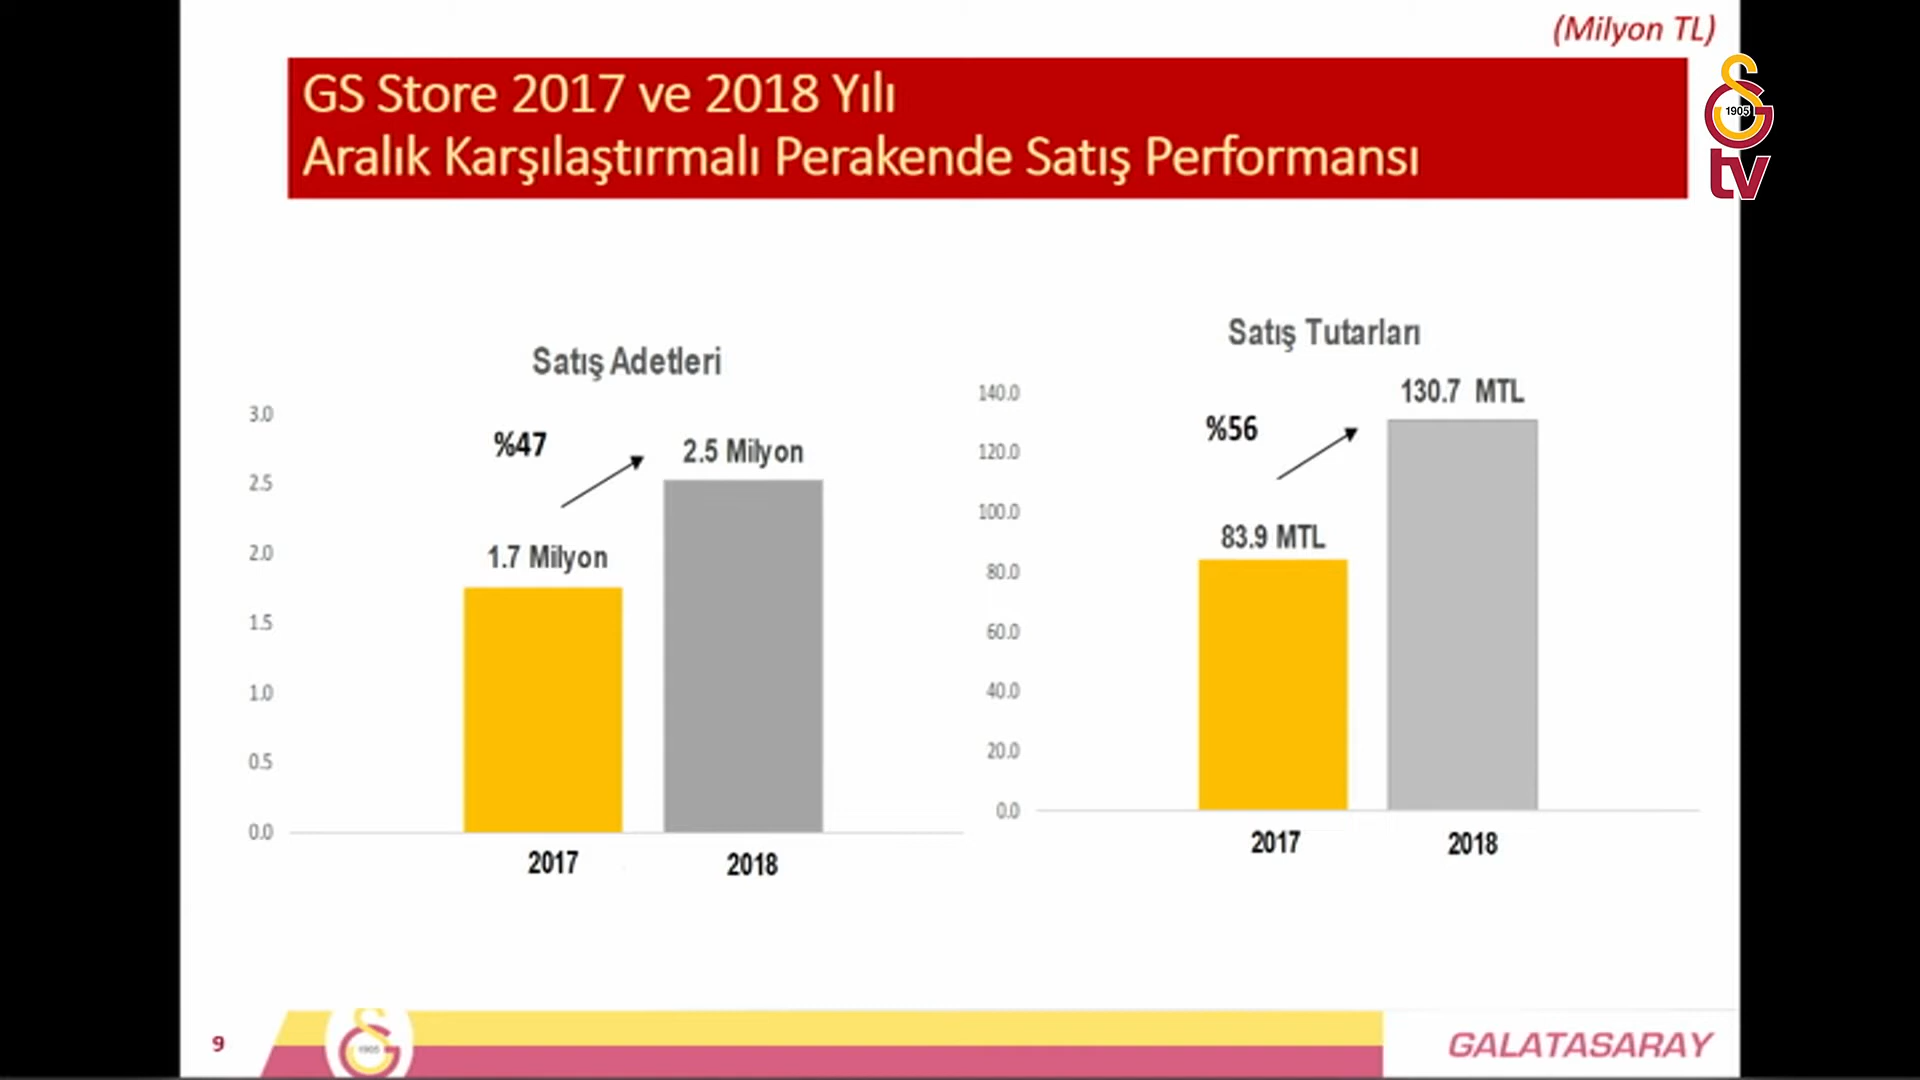 (Milyon TL)
GS Store 2017 ve 2018 Yılı
Aralık Karşılaştırmalı Perakende Satış Performansı
1905
tv
Satış Adetleri
3.0
2.5
2.0
1.5
1.0
0.5
0.0
%47
1.7 Milyon
2.5 Milyon
2017
2018
Satış Tutarları
140.0
120.0
100.0
80.0
60.0
40.0
20.0
0.0
%56
83.9 MTL
130.7 MTL
2017
2018
9
1905
GALATASARAY